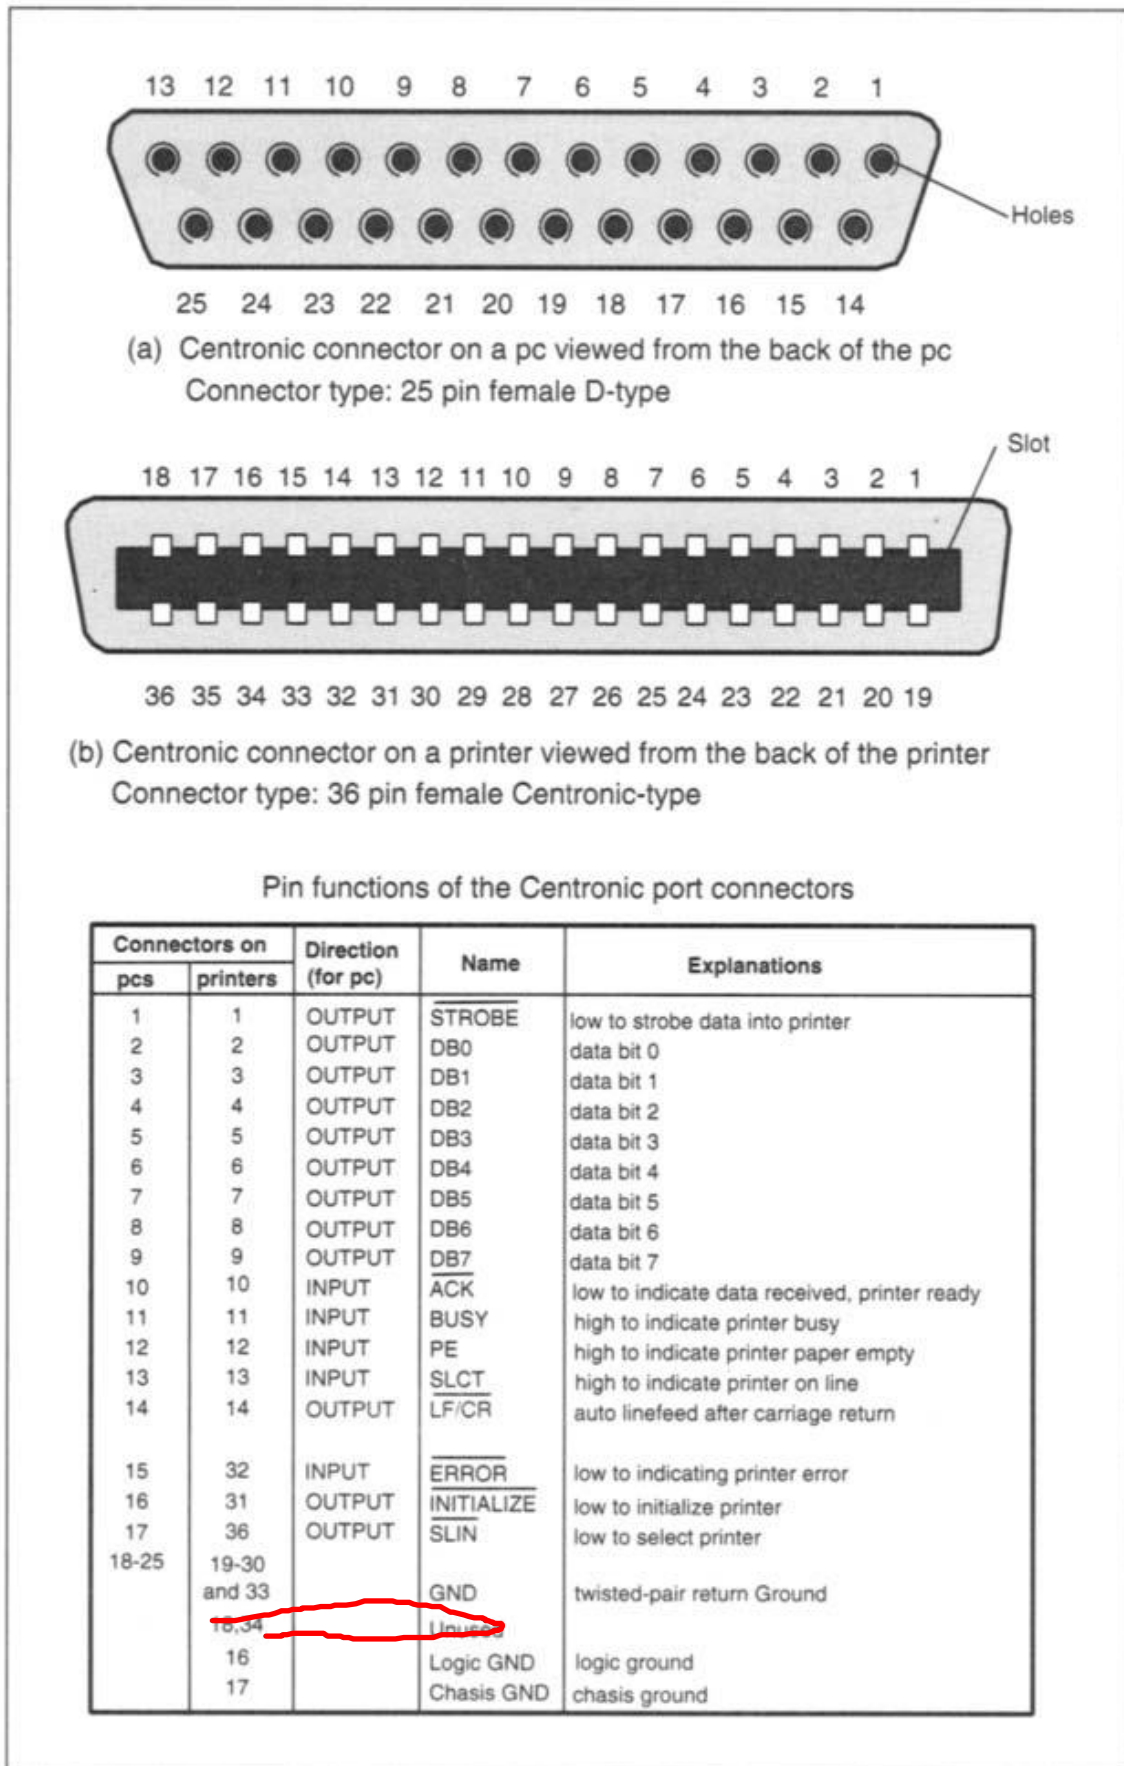 13 12 11 10 9 8 7 6 5 4 3 2 1
Holes
25 24 23 22 21 20 19 18 17 16 15 14
(a) Centronic connector on a pc viewed from the back of the pc
Connector type: 25 pin female D-type
Slot
18 17 16 15 14 13 12 11 10 9 8 7 6 5 4 3 2 1
36 35 34 33 32 31 30 29 28 27 26 25 24 23 22 21 20 19
(b) Centronic connector on a printer viewed from the back of the printer
Connector type: 36 pin female Centronic-type
Pin functions of the Centronic port connectors
Connectors on Direction (for pc) Name Explanations
pcs printers
1 1 OUTPUT STROBE low to strobe data into printer
2 2 OUTPUT DB0 data bit 0
3 3 OUTPUT DB1 data bit 1
4 4 OUTPUT DB2 data bit 2
5 5 OUTPUT DB3 data bit 3
6 6 OUTPUT DB4 data bit 4
7 7 OUTPUT DB5 data bit 5
8 8 OUTPUT DB6 data bit 6
9 9 OUTPUT DB7 data bit 7
10 10 INPUT ACK low to indicate data received, printer ready
11 11 INPUT BUSY high to indicate printer busy
12 12 INPUT PE high to indicate printer paper empty
13 13 INPUT SLCT high to indicate printer on line
14 14 OUTPUT LF/CR auto linefeed after carriage return
15 32 INPUT ERROR low to indicating printer error
16 31 OUTPUT INITIALIZE low to initialize printer
17 36 OUTPUT SLIN low to select printer
18-25 19-30
and 33 GND twisted-pair return Ground
18,34 Unused
16 Logic GND logic ground
17 Chasis GND chasis ground